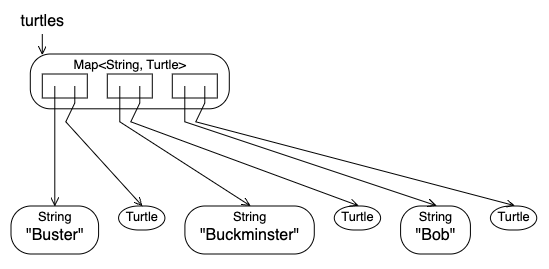 turtles
Map<String, Turtle>
String
"Buster"
Turtle
String
"Buckminster"
Turtle
String
"Bob"
Turtle